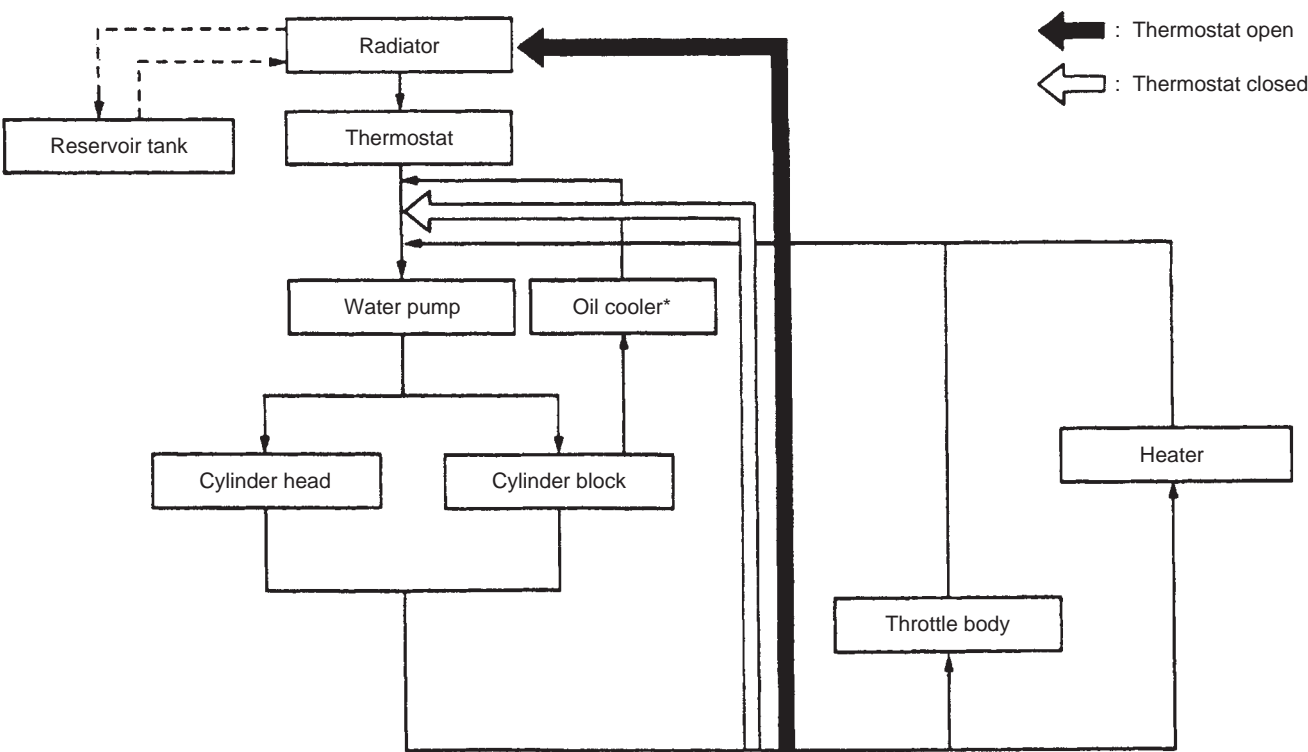 Radiator
: Thermostat open
: Thermostat closed
Thermostat
Reservoir tank
Water pump
Oil cooler*
Cylinder head
Cylinder block
Heater
Throttle body